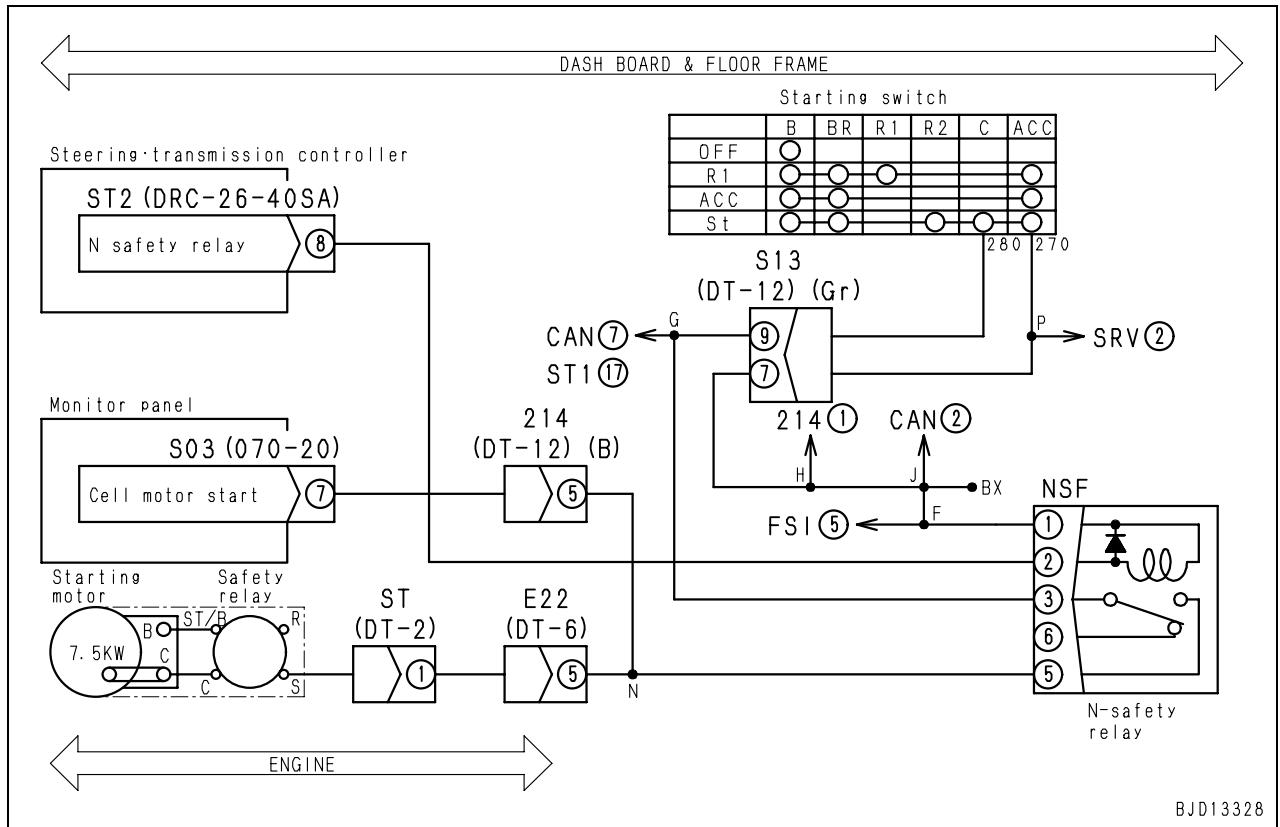 DASH BOARD & FLOOR FRAME
Starting switch
B BR R1 R2 C ACC
OFF
R1
ACC
St
280 270
Steering·transmission controller
ST2 (DRC-26-40SA)
N safety relay 8
S13
(DT-12) (Gr)
G
CAN 7
9
P
SRV 2
ST1 17
7
Monitor panel
S03 (070-20)
Cell motor start 7
214
(DT-12) (B)
5
214 1
CAN 2
H
J
BX
FSI 5
F
NSF
1
2
3
6
5
N-safety
relay
Starting
motor
Safety
relay
ST/B
B
R
7.5KW
C
C
S
ST
(DT-2)
1
E22
(DT-6)
5
N
ENGINE
BJD13328